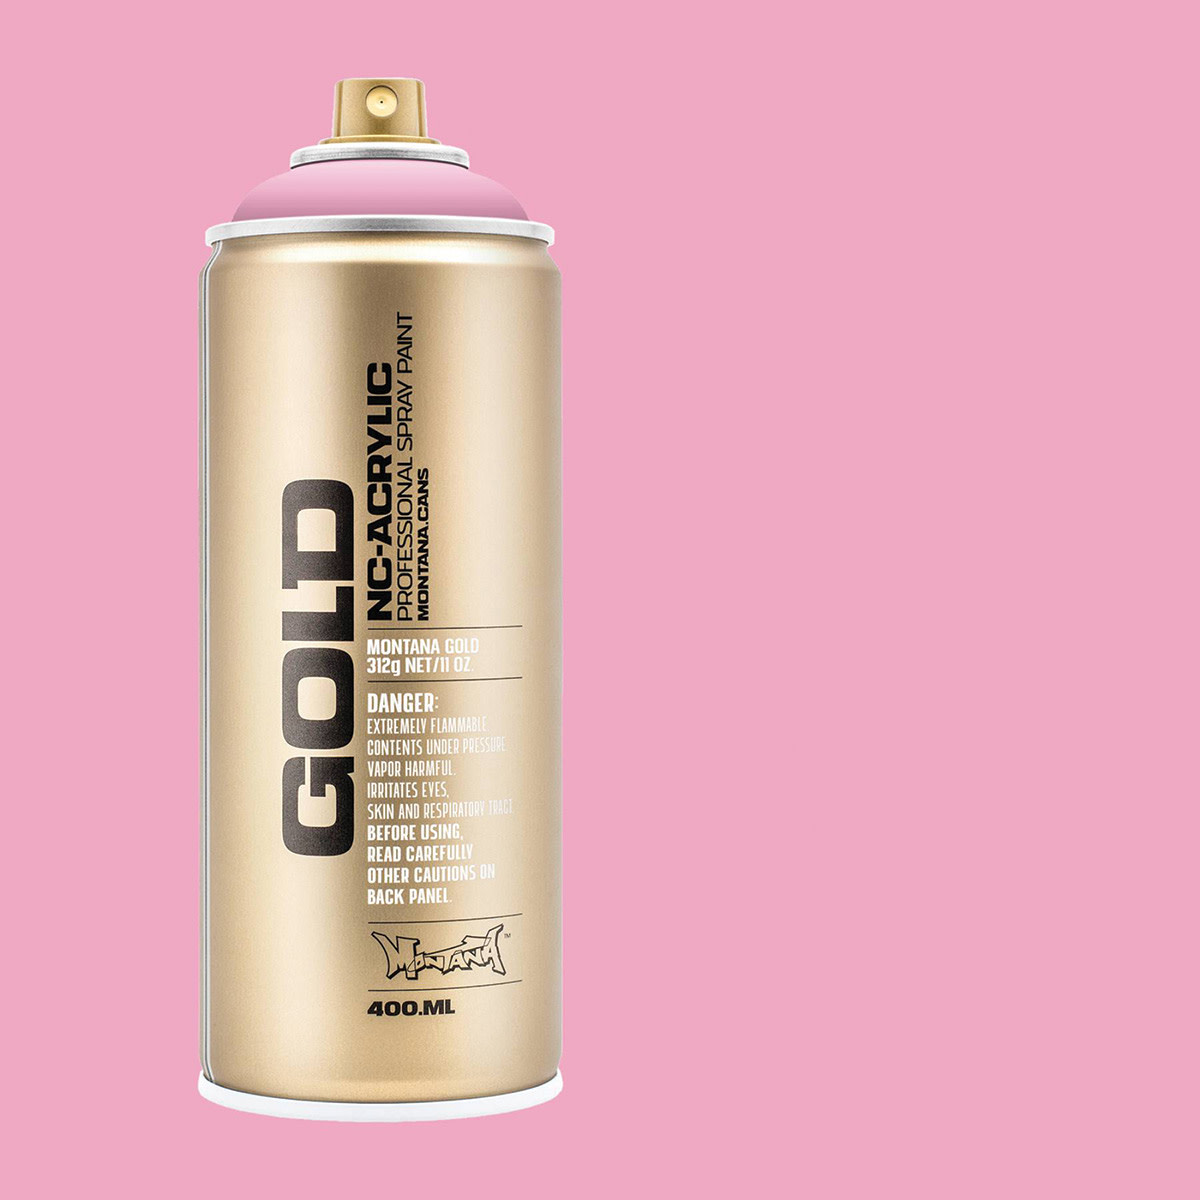 GOLD
NC-ACRYLIC
PROFESSIONAL SPRAY PAINT
MONTANA.CANS
MONTANA GOLD
312g NET/11 OZ.
DANGER:
EXTREMELY FLAMMABLE
CONTENTS UNDER PRESSURE.
VAPOR HARMFUL.
IRRITATES EYES,
SKIN AND RESPIRATORY TRACT.
BEFORE USING,
READ CAREFULLY
OTHER CAUTIONS ON
BACK PANEL.
MONTANA™
400.ML